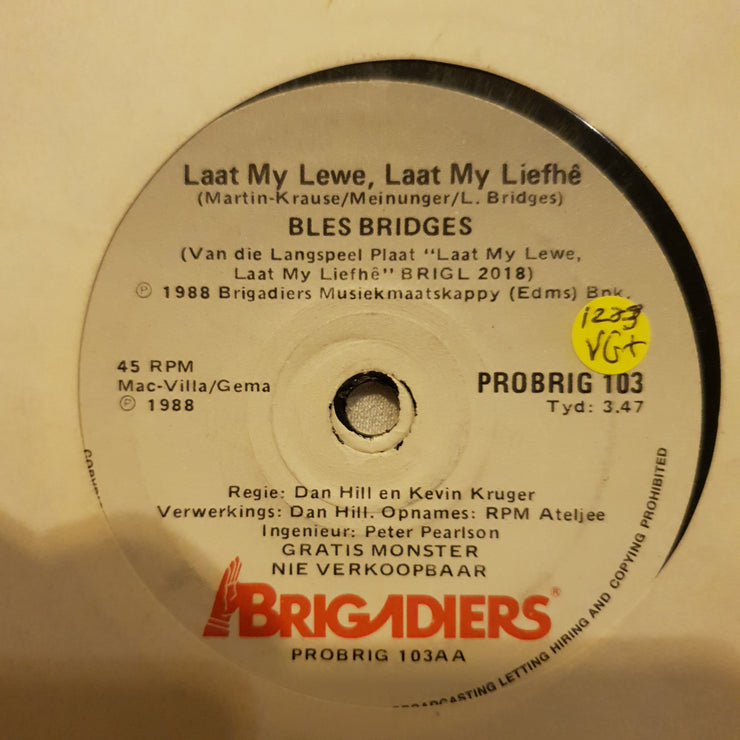 Laat My Lewe, Laat My Liefhê
(Martin-Krause/Meinunger/L. Bridges)
BLES BRIDGES
(Van die Langspeel Plaat "Laat My Lewe,
Laat My Liefhê" BRIGL 2018)
℗ 1988 Brigadiers Musiekmaatskappy (Edms) Bpk.
VG+
45 RPM
Mac-Villa/Gema
℗ 1988
PROBRIG 103
Tyd: 3.47
Regie: Dan Hill en Kevin Kruger
Verwerkings: Dan Hill. Opnames: RPM Ateljee
Ingenieur: Peter Pearlson
GRATIS MONSTER
NIE VERKOOPBAAR
BRIGADIERS®
PROBRIG 103AA
BROADCASTING LETTING HIRING AND COPYING PROHIBITED